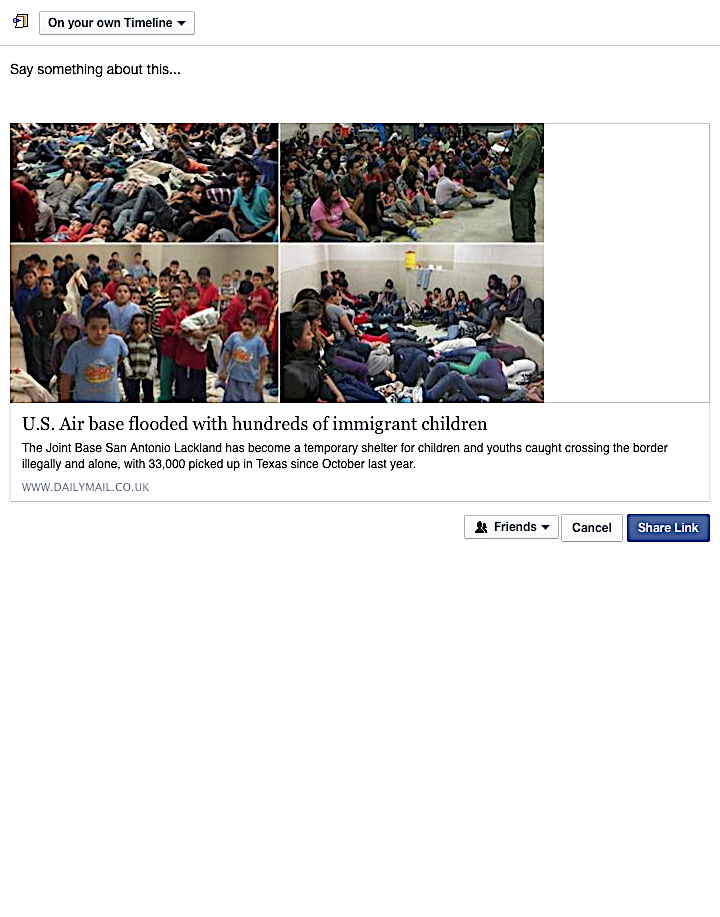 On your own Timeline
Say something about this...
U.S. Air base flooded with hundreds of immigrant children
The Joint Base San Antonio Lackland has become a temporary shelter for children and youths caught crossing the border
illegally and alone, with 33,000 picked up in Texas since October last year.
WWW.DAILYMAIL.CO.UK
Friends
Cancel
Share Link